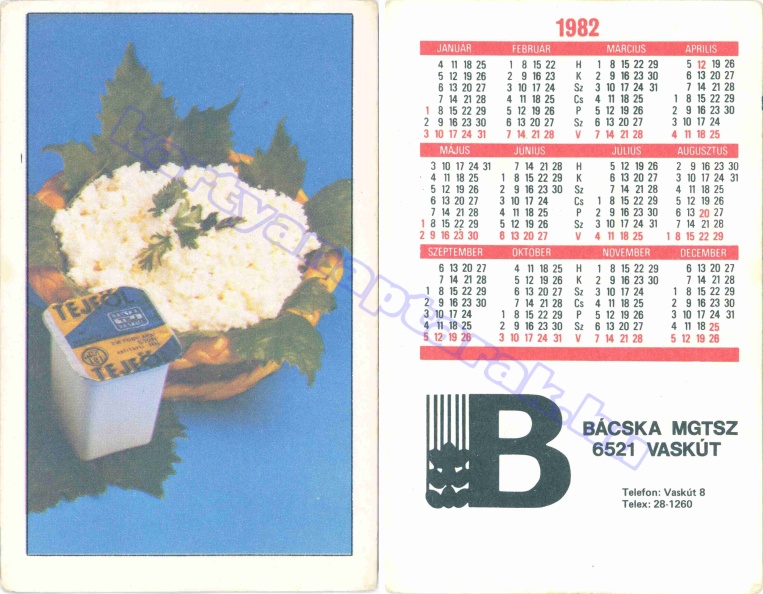 TEJFÖL
TEJFÖL
kartyanaptarak.hu
1982
JANUÁR FEBRUÁR MÁRCIUS ÁPRILIS
4 11 18 25 1 8 15 22 H 1 8 15 22 29 5 12 19 26
5 12 19 26 2 9 16 23 K 2 9 16 23 30 6 13 20 27
6 13 20 27 3 10 17 24 Sz 3 10 17 24 31 7 14 21 28
7 14 21 28 4 11 18 25 Cs 4 11 18 25 1 8 15 22 29
1 8 15 22 29 5 12 19 26 P 5 12 19 26 2 9 16 23 30
2 9 16 23 30 6 13 20 27 Sz 6 13 20 27 3 10 17 24
3 10 17 24 31 7 14 21 28 V 7 14 21 28 4 11 18 25
MÁJUS JÚNIUS JÚLIUS AUGUSZTUS
3 10 17 24 31 7 14 21 28 H 5 12 19 26 2 9 16 23 30
4 11 18 25 1 8 15 22 29 K 6 13 20 27 3 10 17 24 31
5 12 19 26 2 9 16 23 30 Sz 7 14 21 28 4 11 18 25
6 13 20 27 3 10 17 24 Cs 1 8 15 22 29 5 12 19 26
7 14 21 28 4 11 18 25 P 2 9 16 23 30 6 13 20 27
1 8 15 22 29 5 12 19 26 Sz 3 10 17 24 31 7 14 21 28
2 9 16 23 30 6 13 20 27 V 4 11 18 25 1 8 15 22 29
SZEPTEMBER OKTÓBER NOVEMBER DECEMBER
6 13 20 27 4 11 18 25 H 1 8 15 22 29 6 13 20 27
7 14 21 28 5 12 19 26 K 2 9 16 23 30 7 14 21 28
1 8 15 22 29 6 13 20 27 Sz 3 10 17 24 1 8 15 22 29
2 9 16 23 30 7 14 21 28 Cs 4 11 18 25 2 9 16 23 30
3 10 17 24 1 8 15 22 29 P 5 12 19 26 3 10 17 24 31
4 11 18 25 2 9 16 23 30 Sz 6 13 20 27 4 11 18 25
5 12 19 26 3 10 17 24 31 V 7 14 21 28 5 12 19 26
B
BÁCSKA MGTSZ
6521 VASKÚT
Telefon: Vaskút 8
Telex: 28-1260